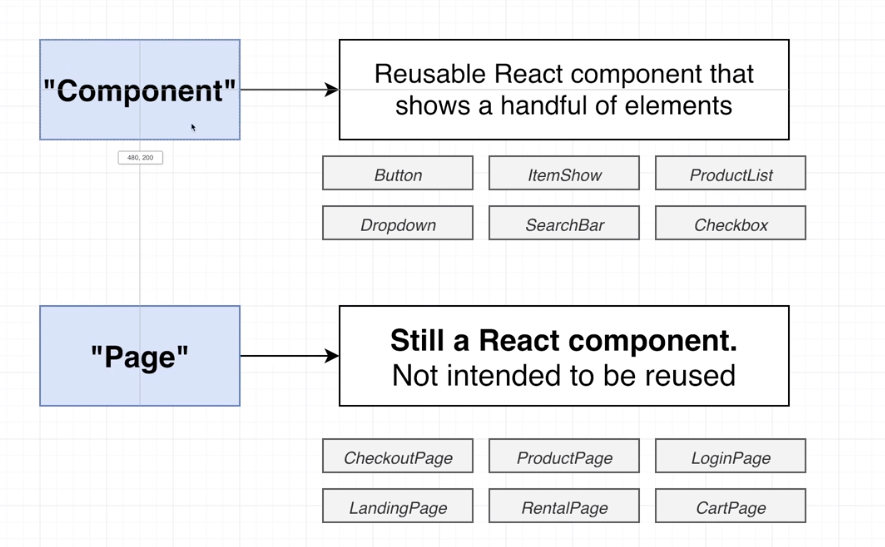 "Component"
Reusable React component that
shows a handful of elements
480, 200
Button
ItemShow
ProductList
Dropdown
SearchBar
Checkbox
"Page"
Still a React component.
Not intended to be reused
CheckoutPage
ProductPage
LoginPage
LandingPage
RentalPage
CartPage